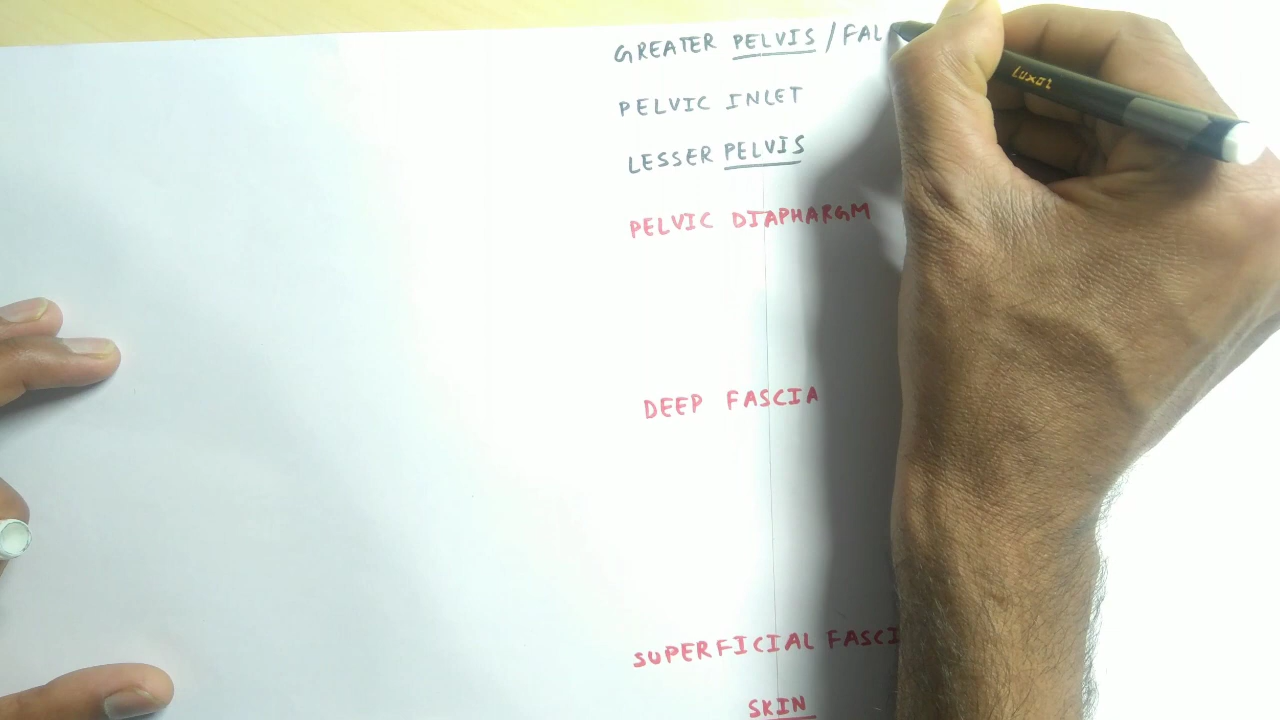 GREATER PELVIS / FAL
PELVIC INLET
LESSER PELVIS
PELVIC DIAPHARGM
DEEP FASCIA
SUPERFICIAL FASCI
SKIN
LUXOR